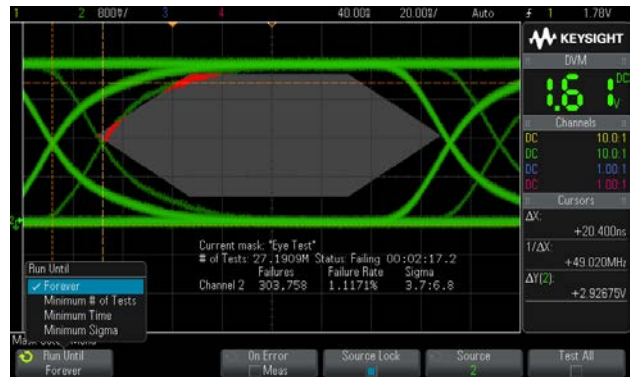 1 2 800▽/ 3 4 40.00§ 20.00§/ Auto £ 1 1.78V
KEYSIGHT
DVM
1.61 DC V
Channels
DC 10.0:1
DC 10.0:1
DC 1.00:1
DC 1.00:1
Cursors
ΔX:
+20.400ns
1/ΔX:
+49.020MHz
ΔY(2):
+2.92675V
Current mask: "Eye Test"
# of Tests: 27.1909M Status: Failing 00:02:17.2
Failures Failure Rate Sigma
Channel 2 303,758 1.1171% 3.7:6.8
Run Until
Forever
Minimum # of Tests
Minimum Time
Minimum Sigma
Menu
Run Until
Forever
On Error
Meas
Source Lock
Source
2
Test All